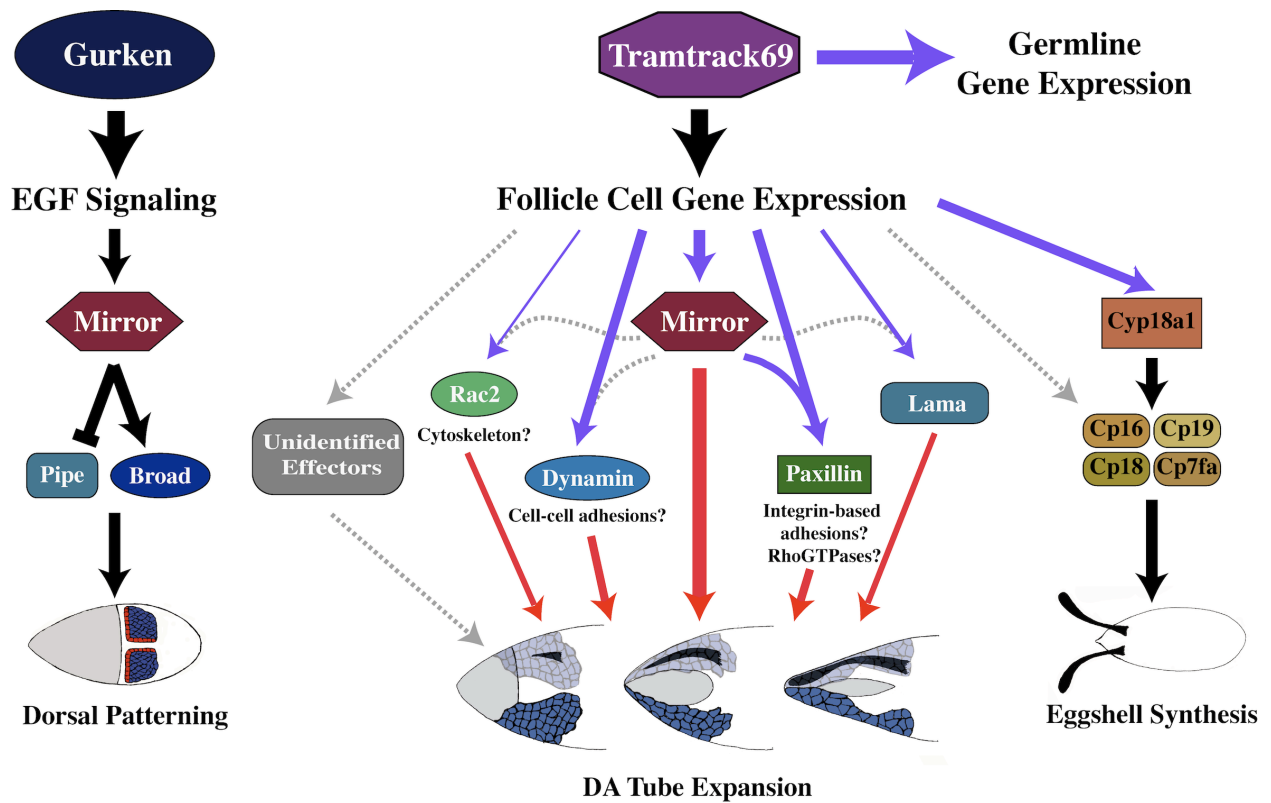 Gurken
EGF Signaling
Mirror
Pipe
Broad
Dorsal Patterning
Tramtrack69
Germline
Gene Expression
Follicle Cell Gene Expression
Mirror
Unidentified
Effectors
Rac2
Cytoskeleton?
Dynamin
Cell-cell adhesions?
Paxillin
Integrin-based
adhesions?
RhoGTPases?
Lama
DA Tube Expansion
Cyp18a1
Cp16
Cp19
Cp18
Cp7fa
Eggshell Synthesis